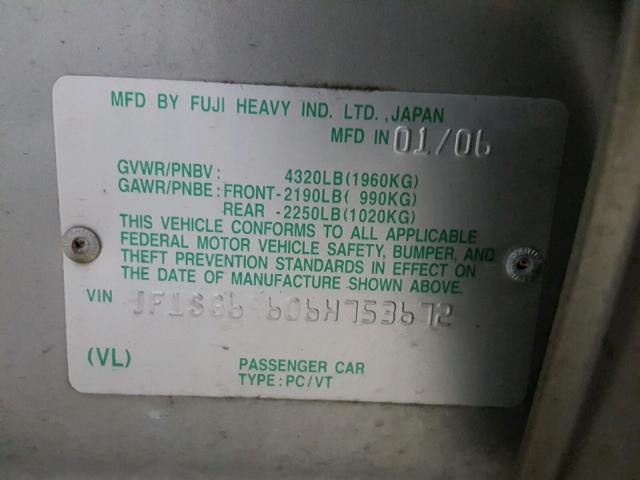 MFD BY FUJI HEAVY IND. LTD. ,JAPAN
MFD IN 01/06
GVWR/PNBV : 4320LB(1960KG)
GAWR/PNBE : FRONT-2190LB( 990KG)
REAR -2250LB(1020KG)
THIS VEHICLE CONFORMS TO ALL APPLICABLE
FEDERAL MOTOR VEHICLE SAFETY, BUMPER, AND
THEFT PREVENTION STANDARDS IN EFFECT ON
THE DATE OF MANUFACTURE SHOWN ABOVE.
VIN JF1SG6 606H753672
(VL) PASSENGER CAR
TYPE : PC/VT